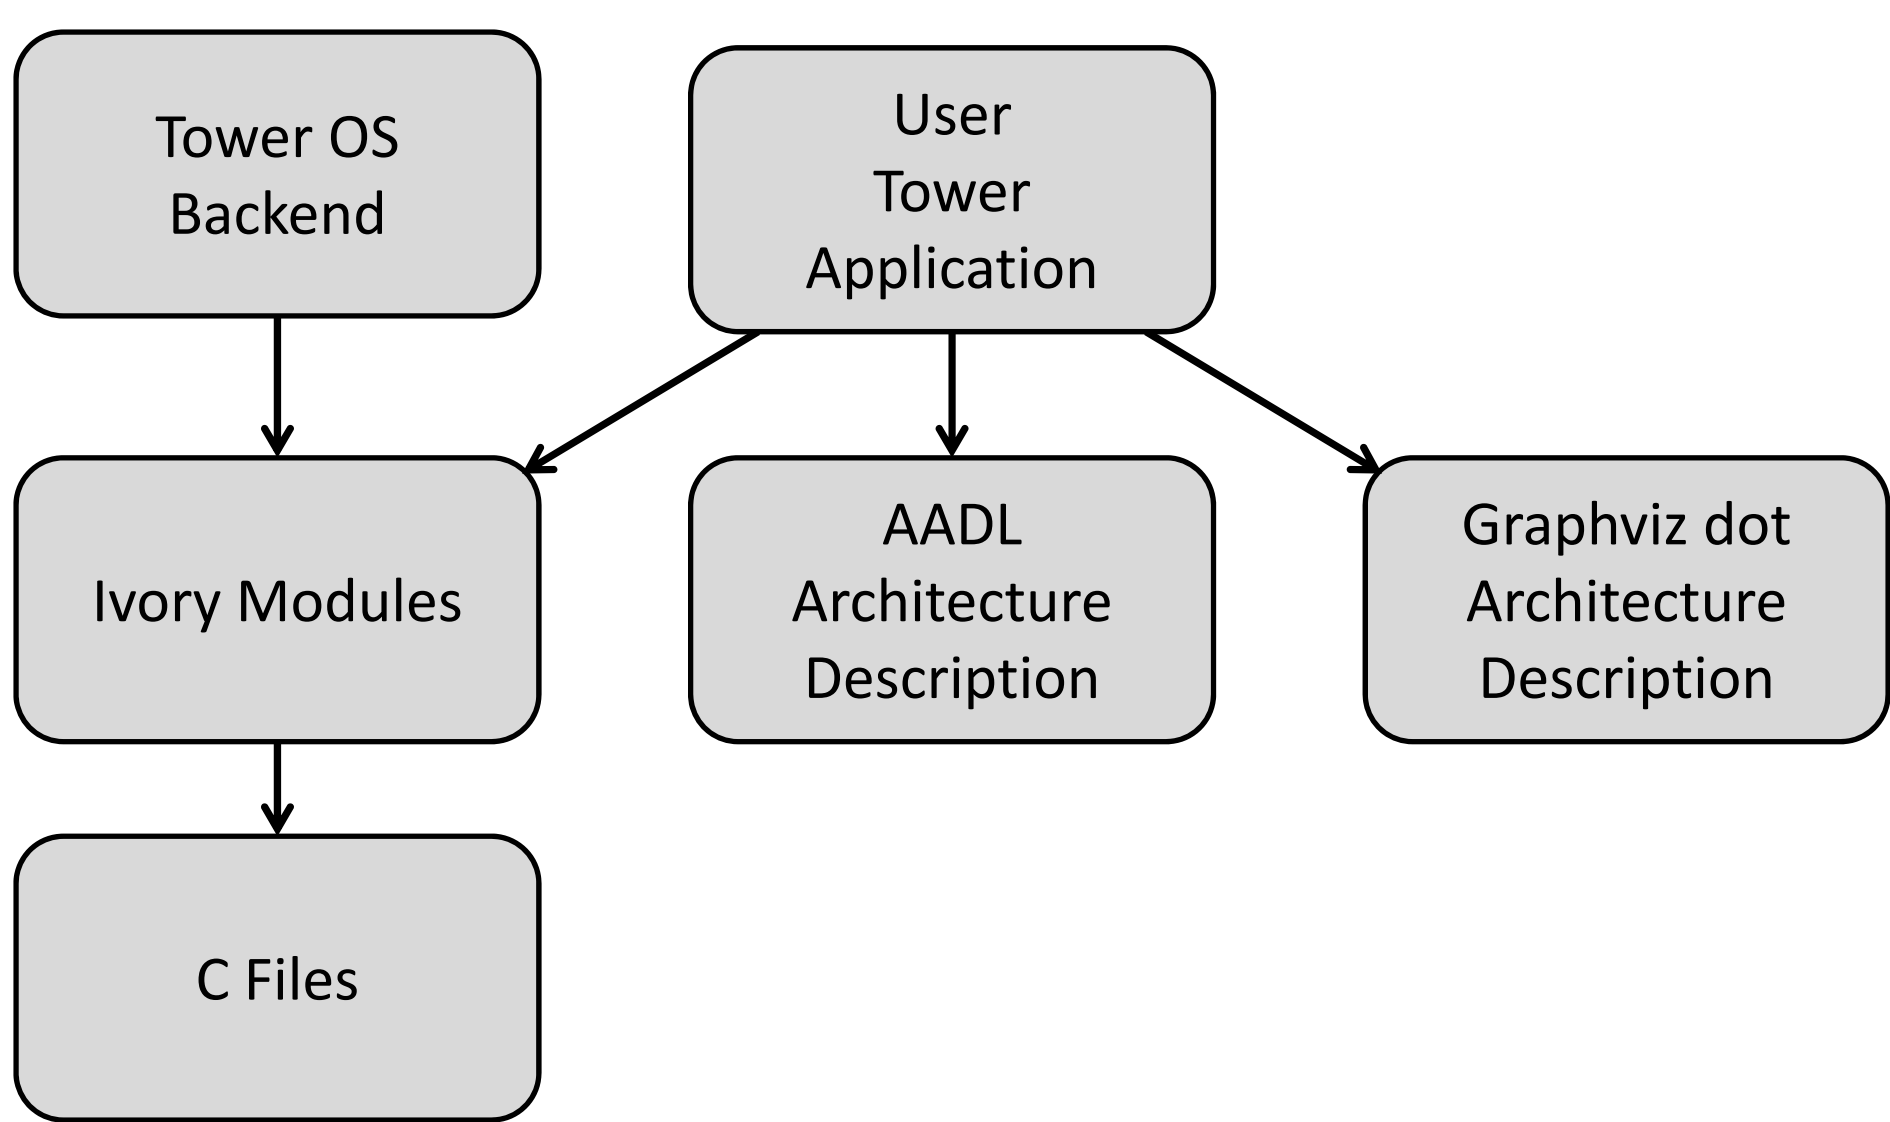 Tower OS
Backend
User
Tower
Application
Ivory Modules
AADL
Architecture
Description
Graphviz dot
Architecture
Description
C Files